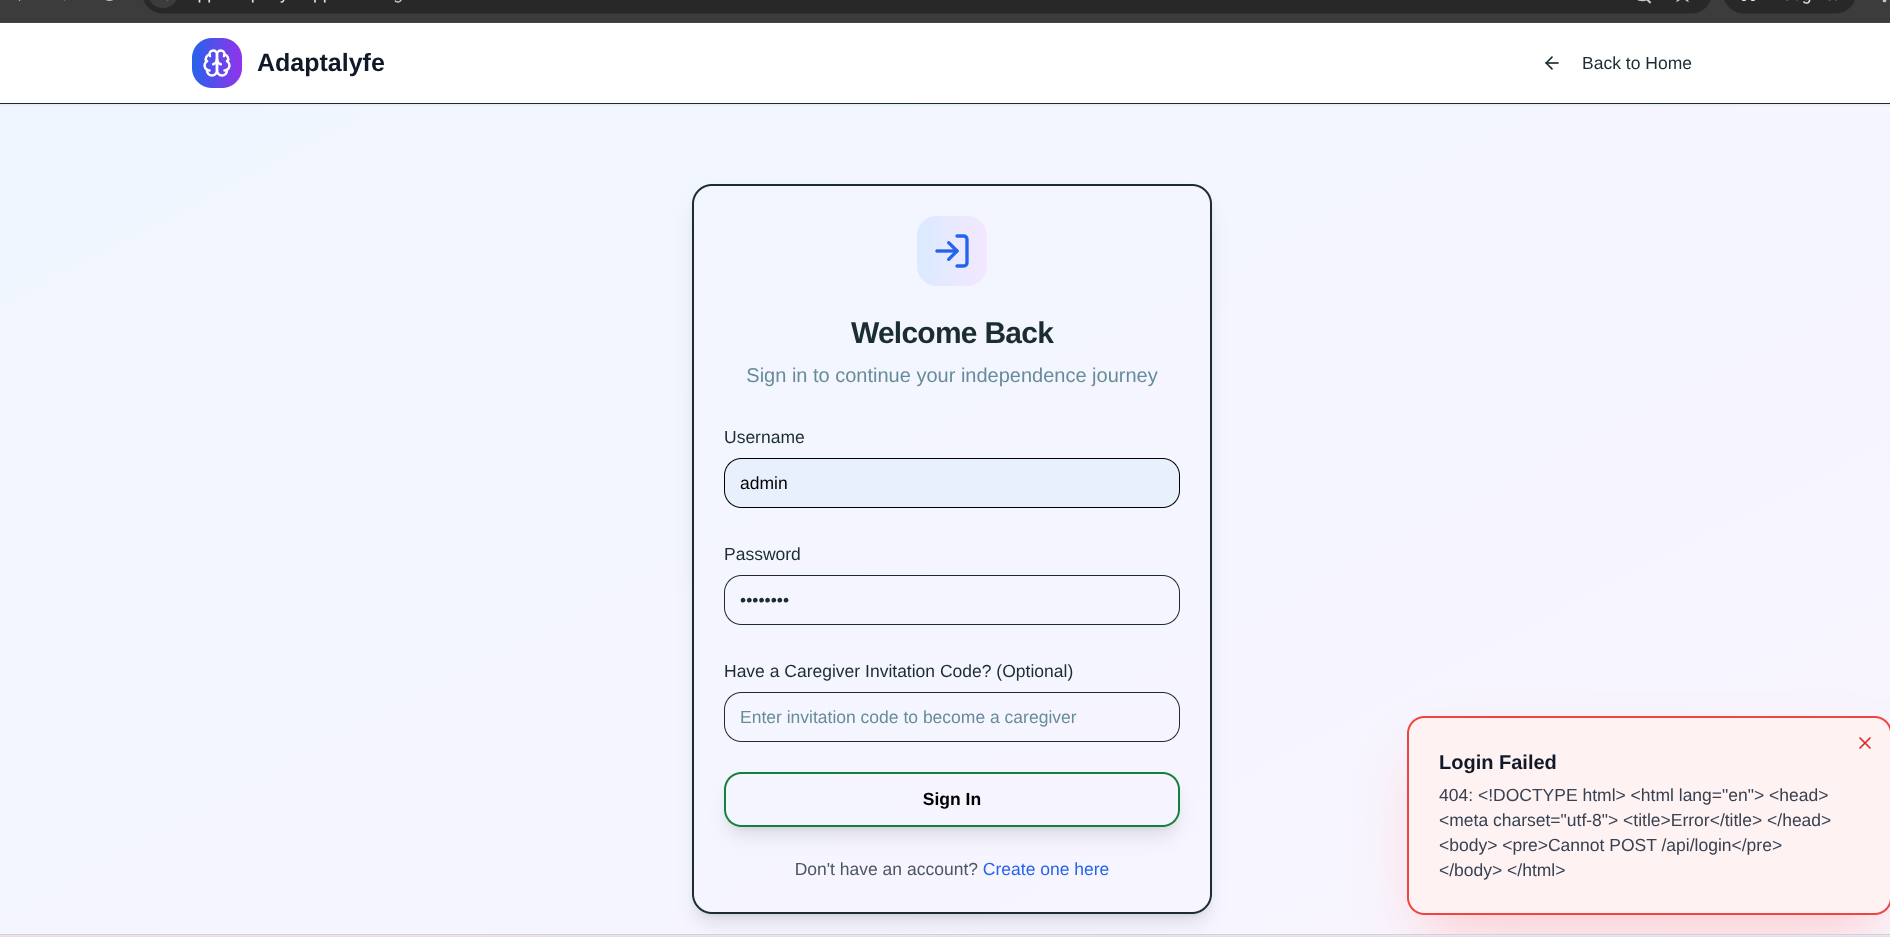 Adaptalyfe
Back to Home
Welcome Back
Sign in to continue your independence journey
Username
admin
Password
••••••••
Have a Caregiver Invitation Code? (Optional)
Enter invitation code to become a caregiver
Sign In
Don't have an account? Create one here
Login Failed
404: <!DOCTYPE html> <html lang="en"> <head>
<meta charset="utf-8"> <title>Error</title> </head>
<body> <pre>Cannot POST /api/login</pre>
</body> </html>